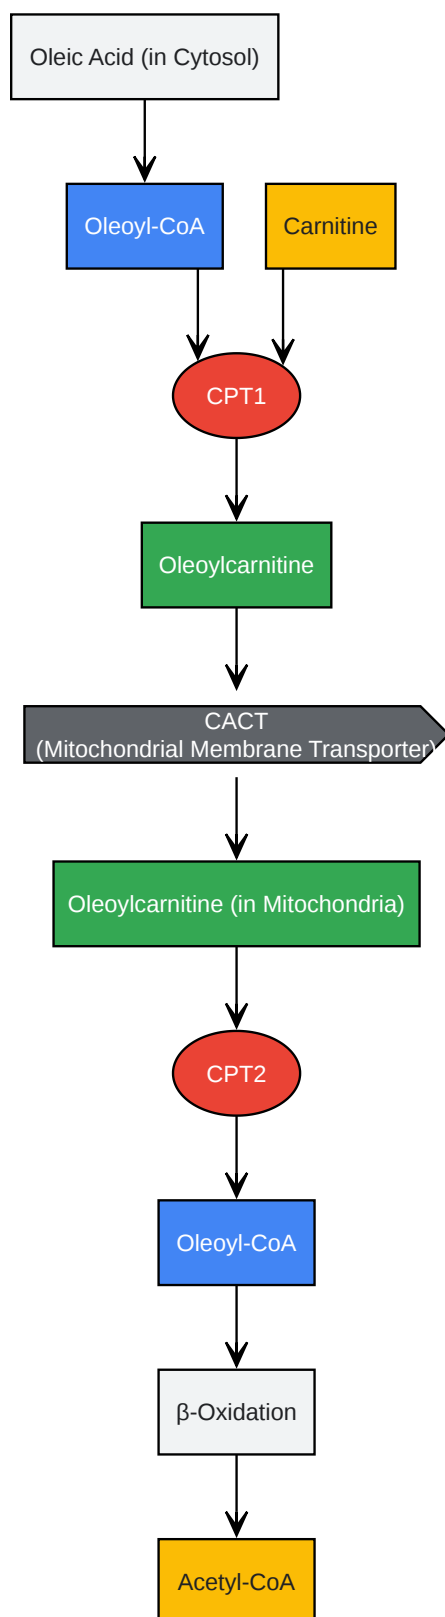 Oleic Acid (in Cytosol)
Oleoyl-CoA
Carnitine
CPT1
Oleoylcarnitine
CACT
(Mitochondrial Membrane Transporter)
Oleoylcarnitine (in Mitochondria)
CPT2
Oleoyl-CoA
β-Oxidation
Acetyl-CoA